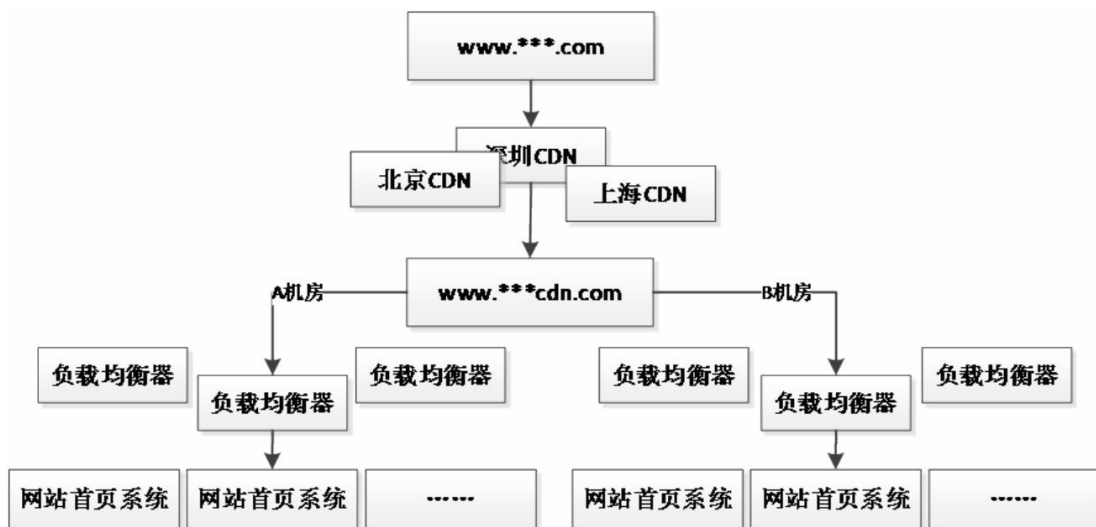 www.***.com
深圳CDN
北京CDN
上海CDN
www.***cdn.com
A机房
B机房
负载均衡器
负载均衡器
负载均衡器
负载均衡器
负载均衡器
负载均衡器
网站首页系统
网站首页系统
……
网站首页系统
网站首页系统
……